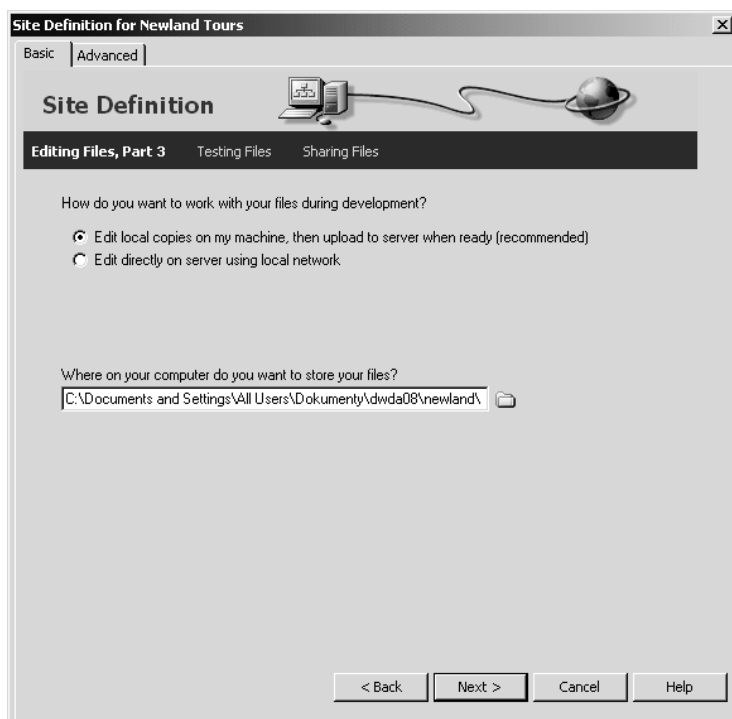 Site Definition for Newland Tours
Basic
Advanced
Site Definition
Editing Files, Part 3
Testing Files
Sharing Files
How do you want to work with your files during development?
Edit local copies on my machine, then upload to server when ready (recommended)
Edit directly on server using local network
Where on your computer do you want to store your files?
C:\Documents and Settings\All Users\Dokumenty\dwda08\newland\
< Back
Next >
Cancel
Help